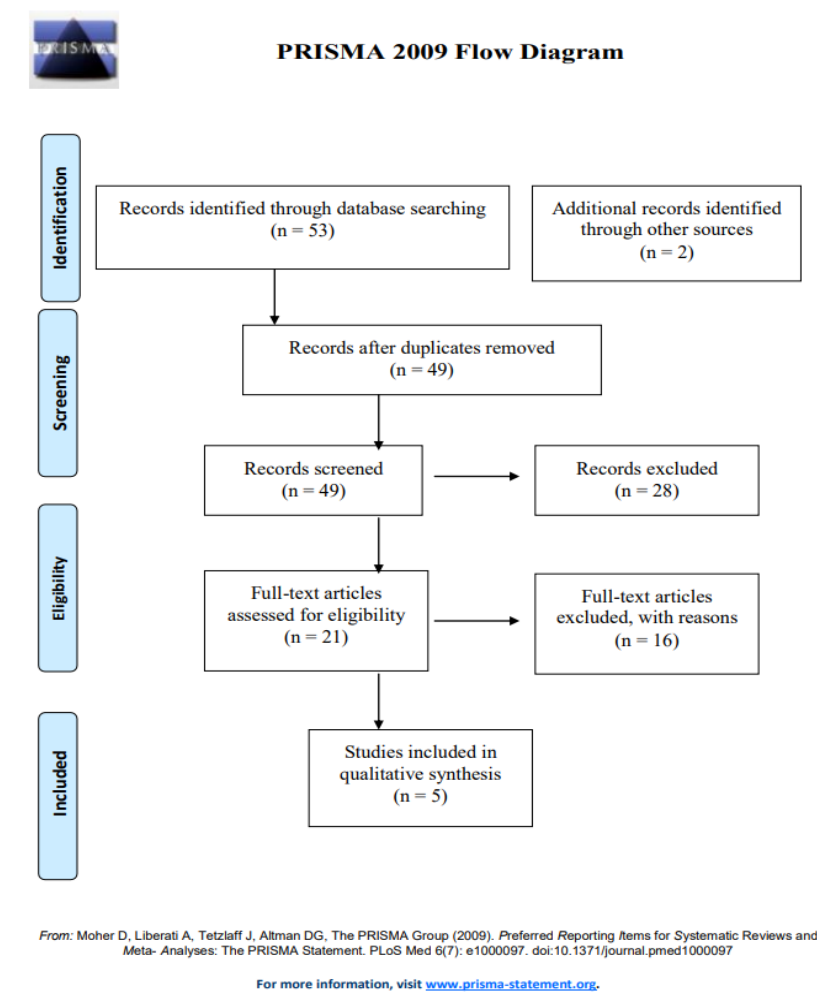 PRISMA
PRISMA 2009 Flow Diagram
Identification
Records identified through database searching
(n = 53)
Additional records identified
through other sources
(n = 2)
Screening
Records after duplicates removed
(n = 49)
Records screened
(n = 49)
Records excluded
(n = 28)
Eligibility
Full-text articles
assessed for eligibility
(n = 21)
Full-text articles
excluded, with reasons
(n = 16)
Included
Studies included in
qualitative synthesis
(n = 5)
From: Moher D, Liberati A, Tetzlaff J, Altman DG, The PRISMA Group (2009). Preferred Reporting Items for Systematic Reviews and
Meta- Analyses: The PRISMA Statement. PLoS Med 6(7): e1000097. doi:10.1371/journal.pmed1000097
For more information, visit www.prisma-statement.org.